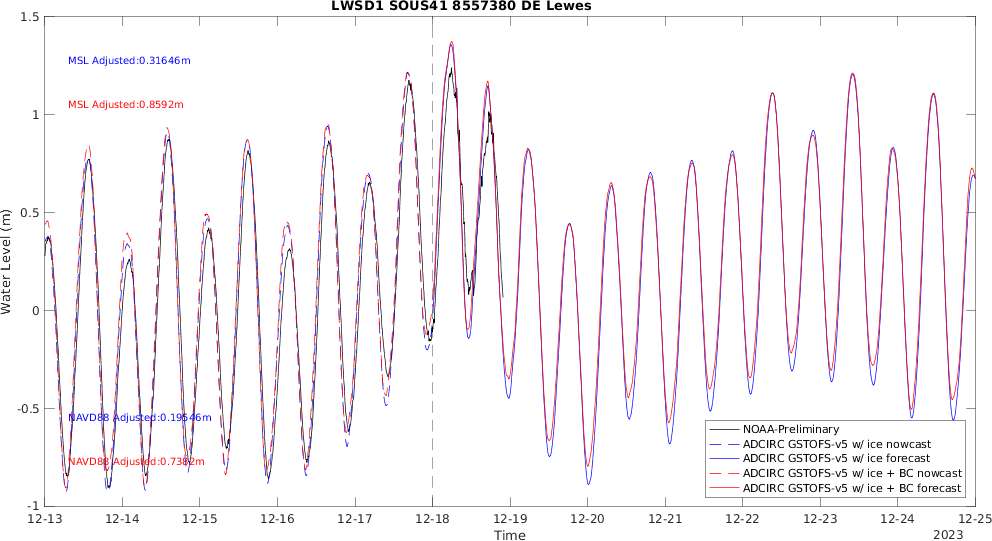 LWSD1 SOUS41 8557380 DE Lewes
1.5
MSL Adjusted:0.31646m
MSL Adjusted:0.8592m
1
0.5
Water Level (m)
0
-0.5
NAVD88 Adjusted:0.19546m
NAVD88 Adjusted:0.7382m
-1
NOAA-Preliminary
ADCIRC GSTOFS-v5 w/ ice nowcast
ADCIRC GSTOFS-v5 w/ ice forecast
ADCIRC GSTOFS-v5 w/ ice + BC nowcast
ADCIRC GSTOFS-v5 w/ ice + BC forecast
12-13 12-14 12-15 12-16 12-17 12-18 12-19 12-20 12-21 12-22 12-23 12-24 12-25
Time
2023